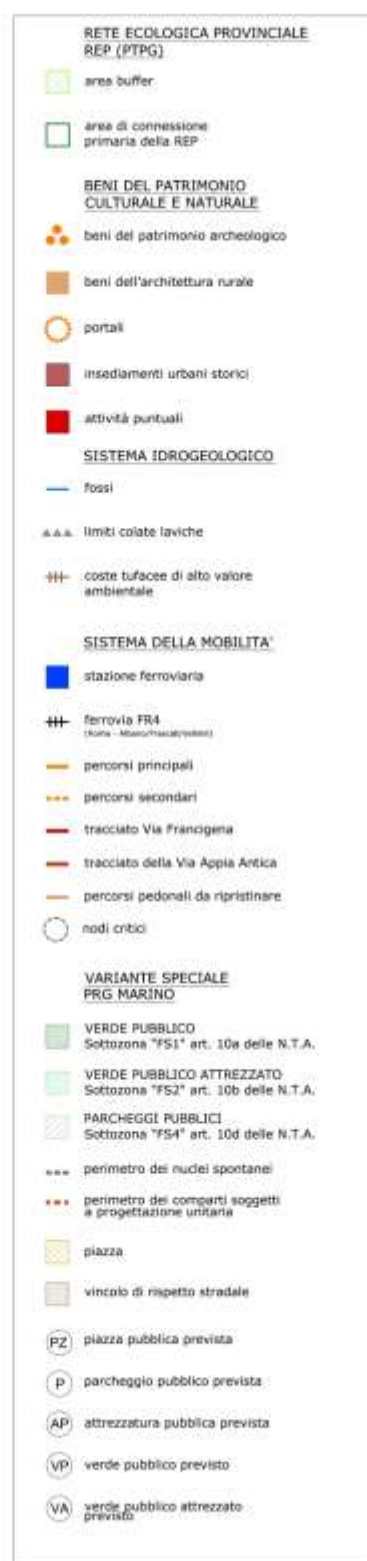 RETE ECOLOGICA PROVINCIALE
REP (PTPG)
area buffer
area di connessione
primaria della REP
BENI DEL PATRIMONIO
CULTURALE E NATURALE
beni del patrimonio archeologico
beni dell'architettura rurale
portali
insediamenti urbani storici
attività puntuali
SISTEMA IDROGEOLOGICO
fossi
limiti colate laviche
coste tufacee di alto valore
ambientale
SISTEMA DELLA MOBILITA'
stazione ferroviaria
ferrovia FR4
(Roma - Albano/Frascati/Velletri)
percorsi principali
percorsi secondari
tracciato Via Francigena
tracciato della Via Appia Antica
percorsi pedonali da ripristinare
nodi critici
VARIANTE SPECIALE
PRG MARINO
VERDE PUBBLICO
Sottozona "FS1" art. 10a delle N.T.A.
VERDE PUBBLICO ATTREZZATO
Sottozona "FS2" art. 10b delle N.T.A.
PARCHEGGI PUBBLICI
Sottozona "FS4" art. 10d delle N.T.A.
perimetro dei nuclei spontanei
perimetro dei comparti soggetti
a progettazione unitaria
piazza
vincolo di rispetto stradale
PZ piazza pubblica prevista
P parcheggio pubblico prevista
AP attrezzatura pubblica prevista
VP verde pubblico previsto
VA verde pubblico attrezzato
previsto